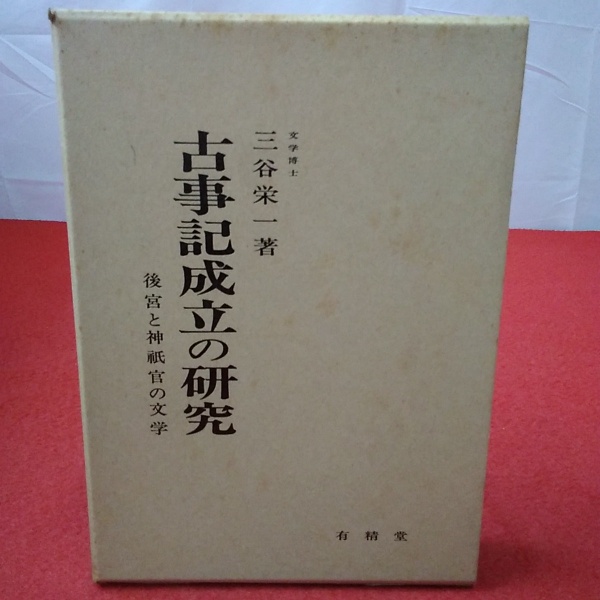 文学博士
三谷栄一著
古事記成立の研究
後宮と神祇官の文学
有精堂